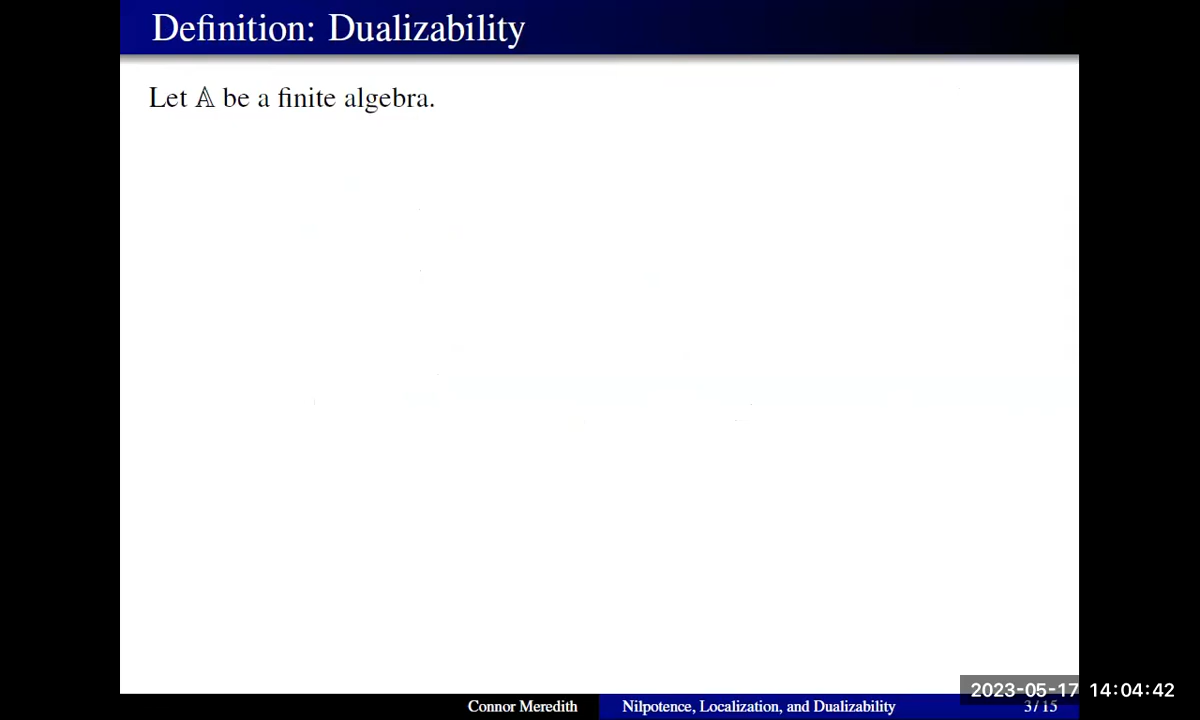 Definition: Dualizability
Let 𝔸 be a finite algebra.
Connor Meredith
Nilpotence, Localization, and Dualizability
3 / 15
2023-05-17 14:04:42